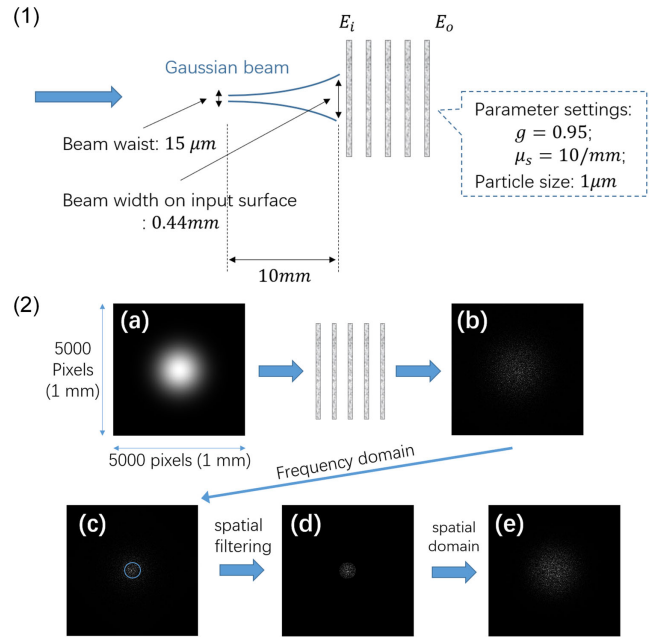 (1)
E_i
E_o
Gaussian beam
Beam waist: 15 μm
Beam width on input surface
: 0.44mm
10mm
Parameter settings:
g = 0.95;
μ_s = 10/mm;
Particle size: 1μm
(2)
(a)
(b)
5000
Pixels
(1 mm)
5000 pixels (1 mm)
Frequency domain
(c)
spatial
filtering
(d)
spatial
domain
(e)